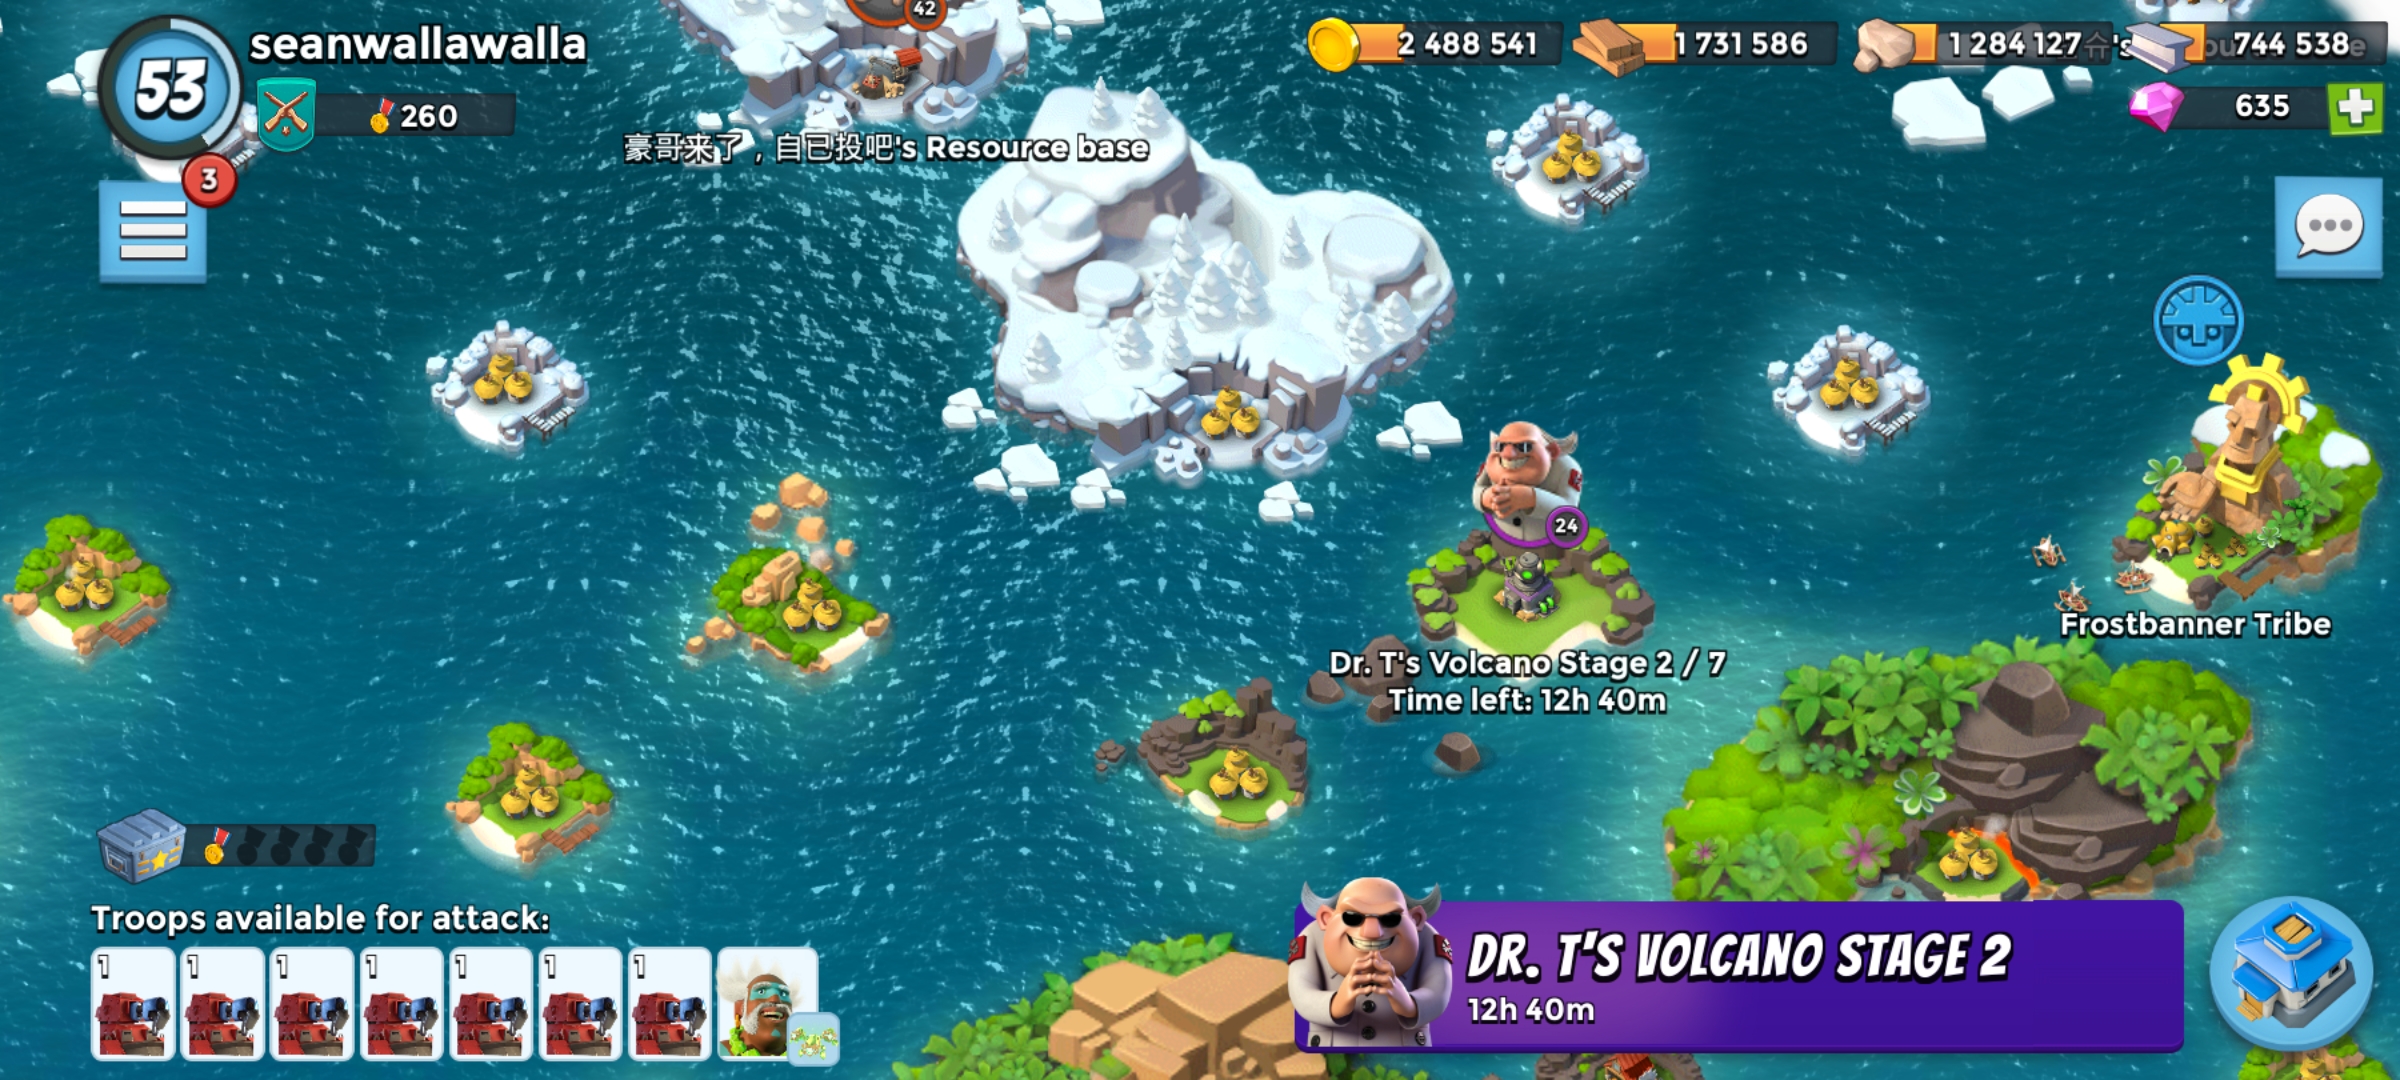 53
seanwallawalla
260
3
42
2 488 541
1 731 586
1 284 127
744 538
635
豪哥来了，自己投吧's Resource base
24
Dr. T's Volcano Stage 2 / 7
Time left: 12h 40m
Frostbanner Tribe
Troops available for attack:
1 1 1 1 1 1 1
DR. T'S VOLCANO STAGE 2
12h 40m